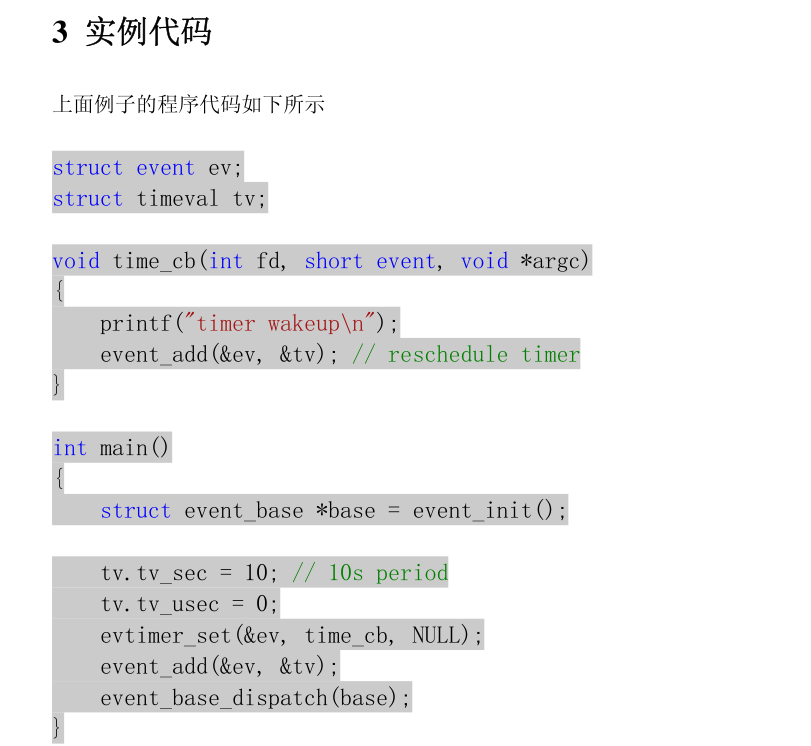 3 实例代码
上面例子的程序代码如下所示
struct event ev;
struct timeval tv;
void time_cb(int fd, short event, void *argc)
{
    printf("timer wakeup\n");
    event_add(&ev, &tv); // reschedule timer
}
int main()
{
    struct event_base *base = event_init();
    tv.tv_sec = 10; // 10s period
    tv.tv_usec = 0;
    evtimer_set(&ev, time_cb, NULL);
    event_add(&ev, &tv);
    event_base_dispatch(base);
}